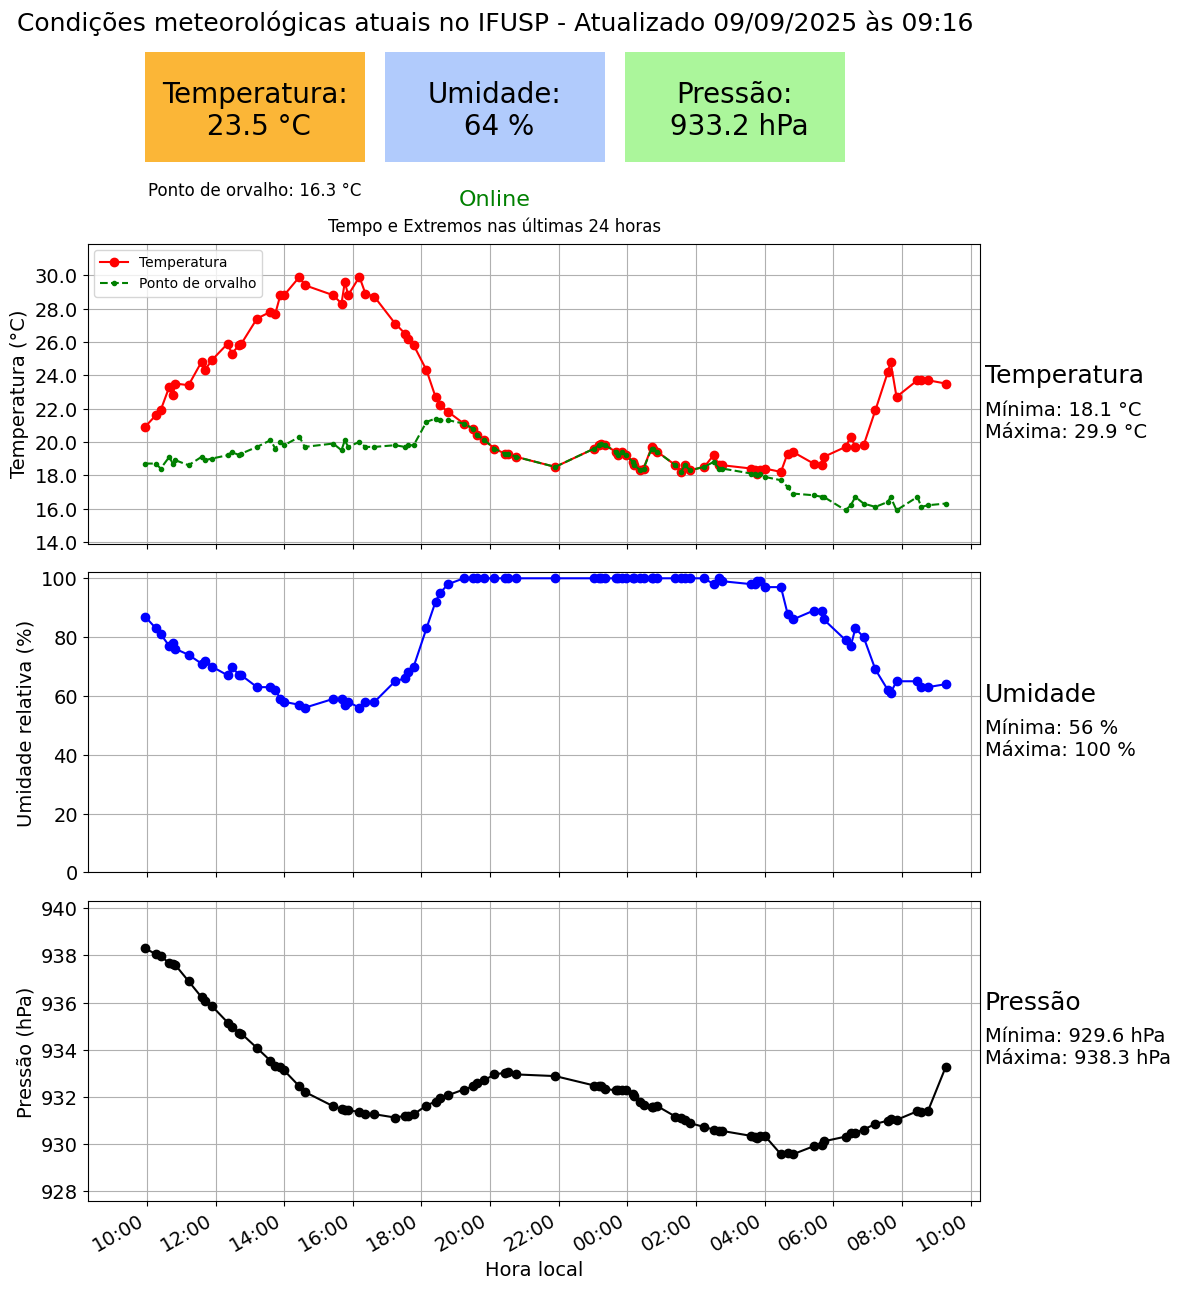 Condições meteorológicas atuais no IFUSP - Atualizado 09/09/2025 às 09:16
Temperatura:
23.5 °C
Umidade:
64 %
Pressão:
933.2 hPa
Ponto de orvalho: 16.3 °C
Online
Tempo e Extremos nas últimas 24 horas
Temperatura
Ponto de orvalho
Temperatura (°C)
30.0
28.0
26.0
24.0
22.0
20.0
18.0
16.0
14.0
Temperatura
Mínima: 18.1 °C
Máxima: 29.9 °C
Umidade relativa (%)
100
80
60
40
20
0
Umidade
Mínima: 56 %
Máxima: 100 %
Pressão (hPa)
940
938
936
934
932
930
928
Pressão
Mínima: 929.6 hPa
Máxima: 938.3 hPa
10:00
12:00
14:00
16:00
18:00
20:00
22:00
00:00
02:00
04:00
06:00
08:00
10:00
Hora local